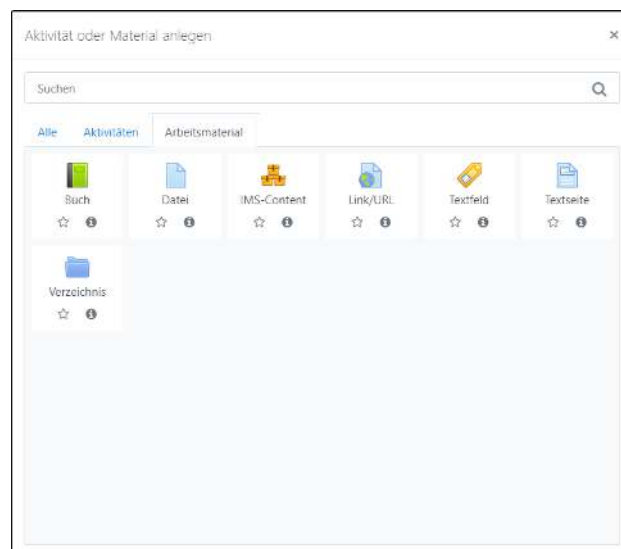 Aktivität oder Material anlegen ×
Suchen
Alle Aktivitäten Arbeitsmaterial
Buch Datei IMS-Content Link/URL Textfeld Textseite
Verzeichnis